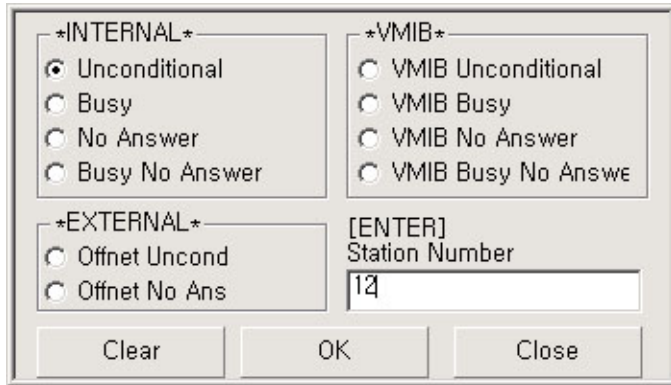 *INTERNAL*
Unconditional
Busy
No Answer
Busy No Answer
*VMIB*
VMIB Unconditional
VMIB Busy
VMIB No Answer
VMIB Busy No Answe
*EXTERNAL*
Offnet Uncond
Offnet No Ans
[ENTER]
Station Number
12
Clear
OK
Close